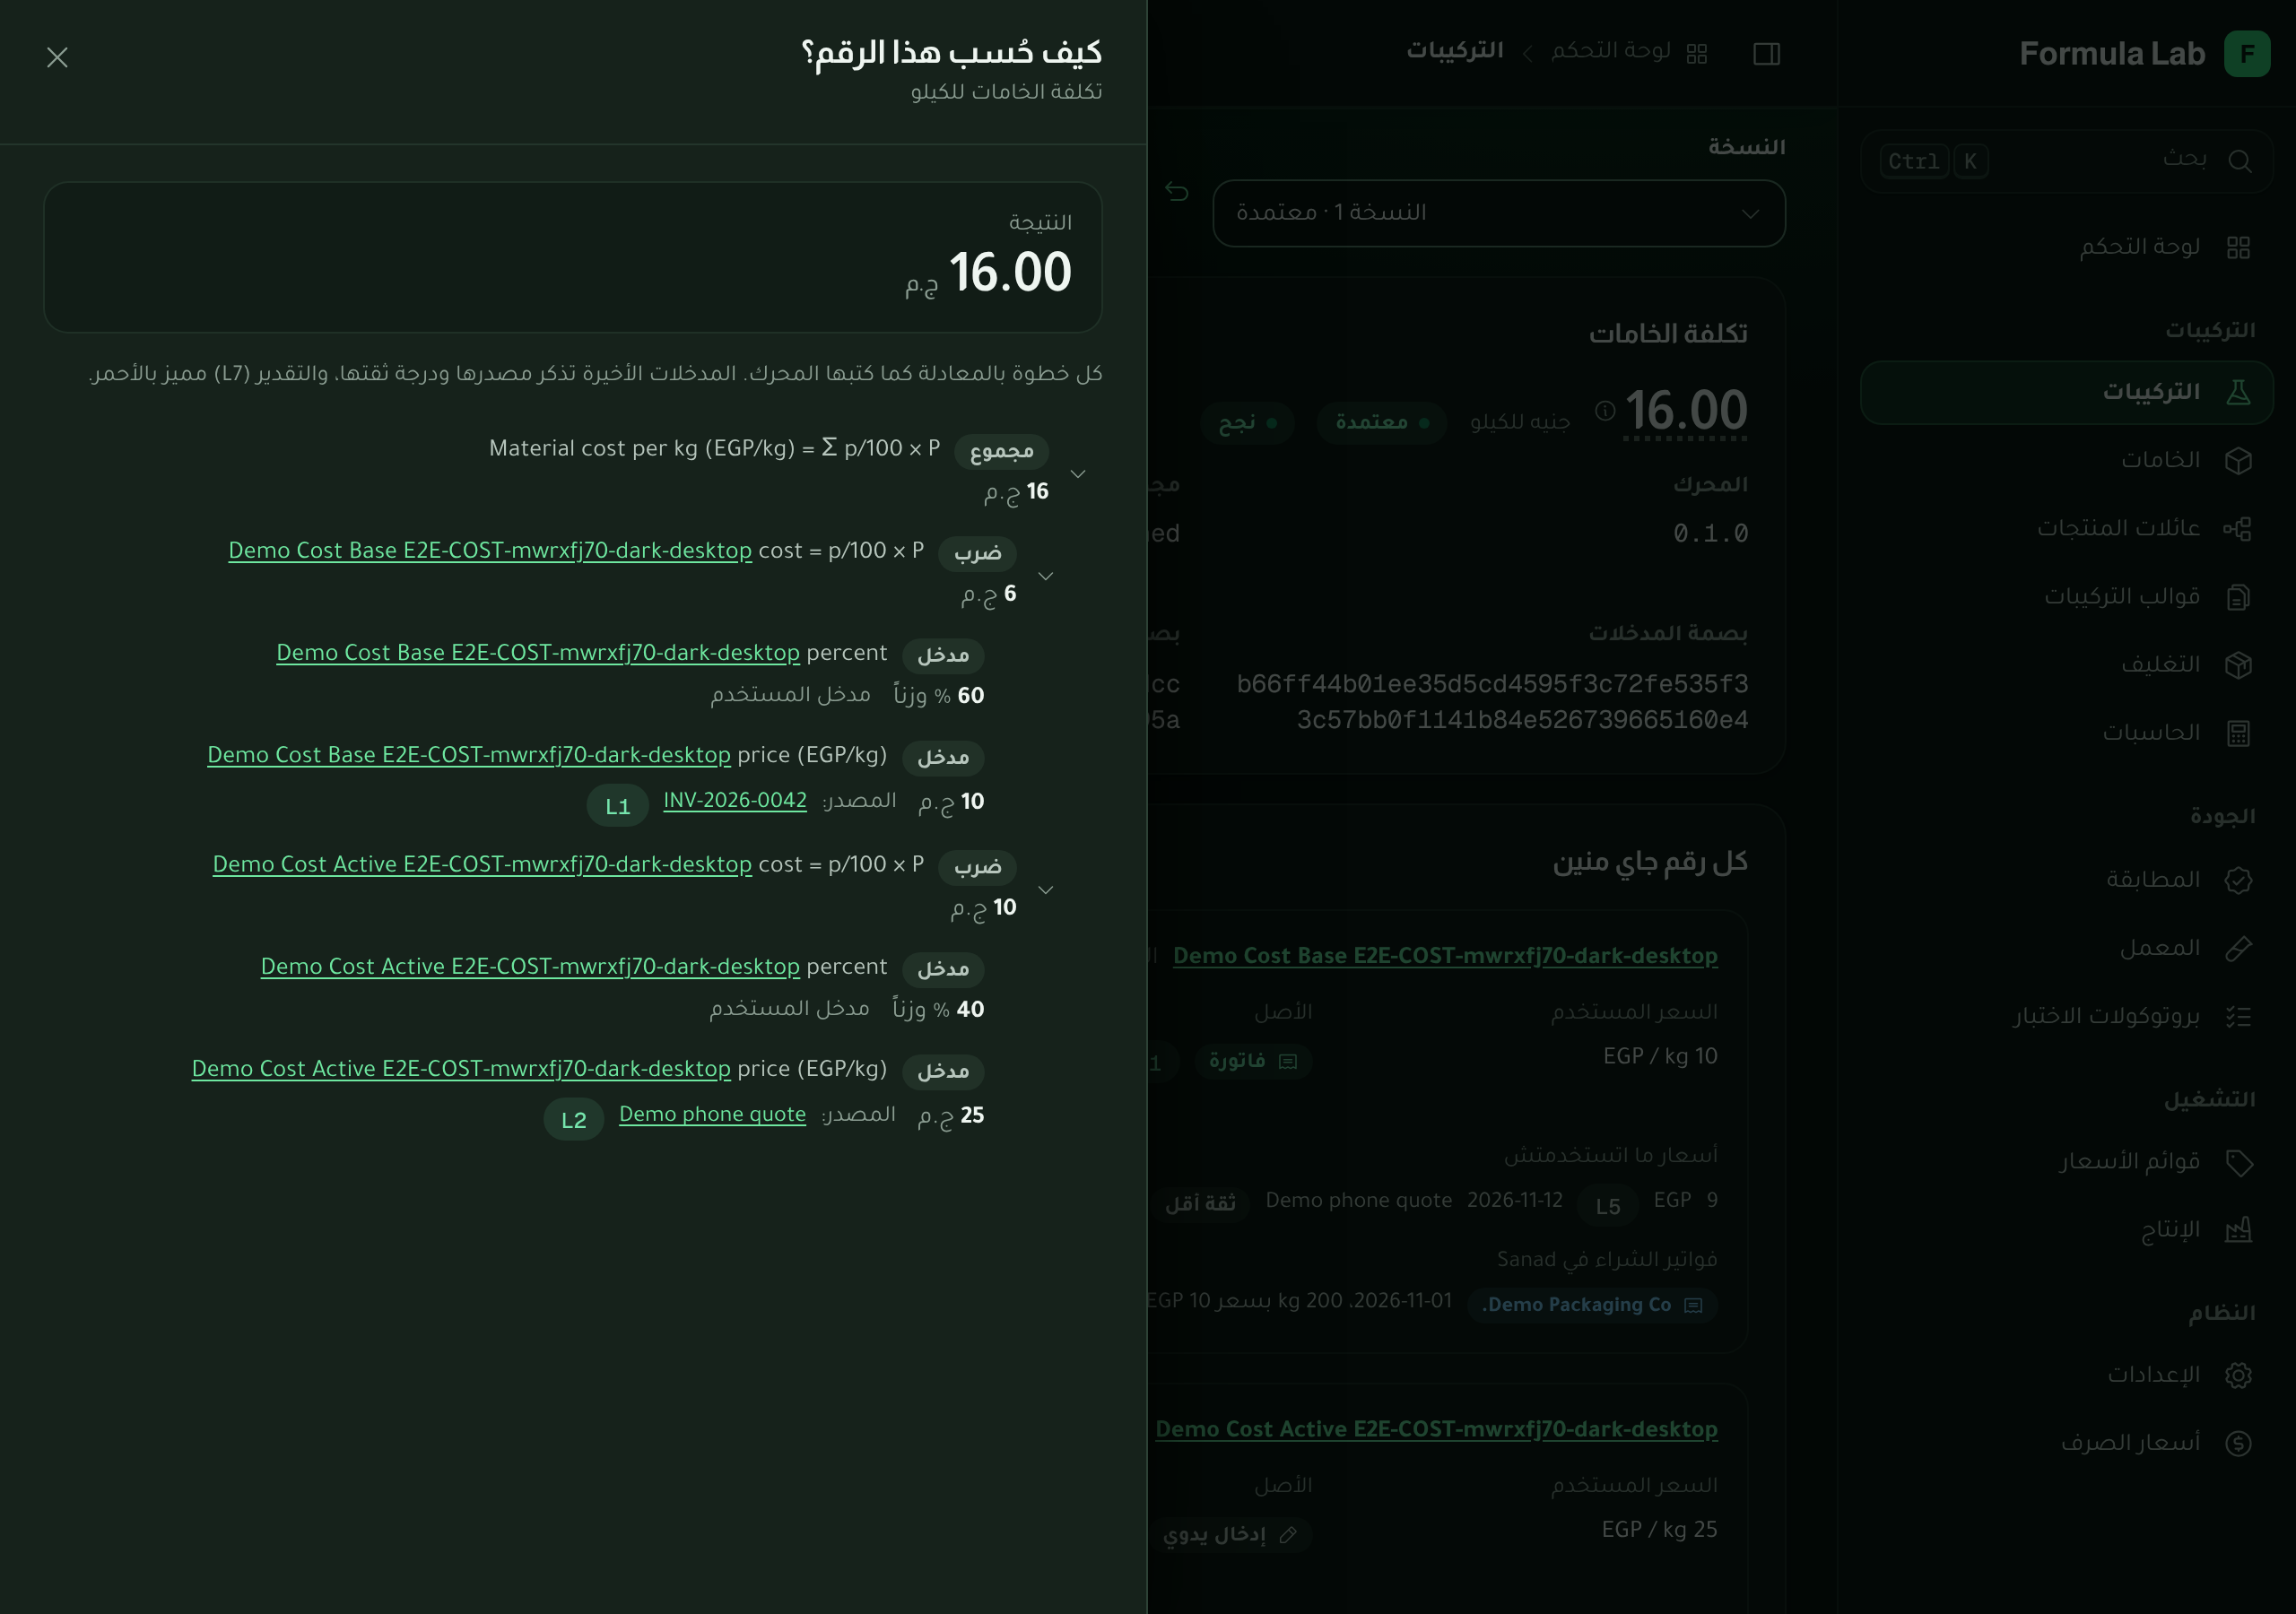 Formula Lab
F
بحث
Ctrl K
لوحة التحكم
التركيبات
التركيبات
الخامات
عائلات المنتجات
قوالب التركيبات
التغليف
الحاسبات
الجودة
المطابقة
المعمل
بروتوكولات الاختبار
التشغيل
قوائم الأسعار
الإنتاج
النظام
الإعدادات
أسعار الصرف
لوحة التحكم
التركيبات
النسخة
النسخة 1 · معتمدة
تكلفة الخامات
16.00 جنيه للكيلو معتمدة نجح
المحرك
0.1.0
بصمة المدخلات
b66ff44b01ee35d5cd4595f3c72fe535f3
3c57bb0f1141b84e526739665160e4
كل رقم جاي منين
Demo Cost Base E2E-COST-mwrxfj70-dark-desktop
السعر المستخدم
الأصل
10 EGP / kg
فاتورة
أسعار ما اتستخدمتش
9 EGP L5 2026-11-12 Demo phone quote ثقة أقل
فواتير الشراء في Sanad
Demo Packaging Co. 2026-11-01، 200 kg بسعر 10 EGP
Demo Cost Active E2E-COST-mwrxfj70-dark-desktop
السعر المستخدم
الأصل
25 EGP / kg
إدخال يدوي
كيف حُسب هذا الرقم؟
تكلفة الخامات للكيلو
النتيجة
16.00 ج.م
كل خطوة بالمعادلة كما كتبها المحرك. المدخلات الأخيرة تذكر مصدرها ودرجة ثقتها، والتقدير (L7) مميز بالأحمر.
مجموع Material cost per kg (EGP/kg) = Σ p/100 × P
16 ج.م
ضرب Demo Cost Base E2E-COST-mwrxfj70-dark-desktop cost = p/100 × P
6 ج.م
مدخل Demo Cost Base E2E-COST-mwrxfj70-dark-desktop percent
60 % وزناً مدخل المستخدم
مدخل Demo Cost Base E2E-COST-mwrxfj70-dark-desktop price (EGP/kg)
10 ج.م المصدر: INV-2026-0042 L1
ضرب Demo Cost Active E2E-COST-mwrxfj70-dark-desktop cost = p/100 × P
10 ج.م
مدخل Demo Cost Active E2E-COST-mwrxfj70-dark-desktop percent
40 % وزناً مدخل المستخدم
مدخل Demo Cost Active E2E-COST-mwrxfj70-dark-desktop price (EGP/kg)
25 ج.م المصدر: Demo phone quote L2